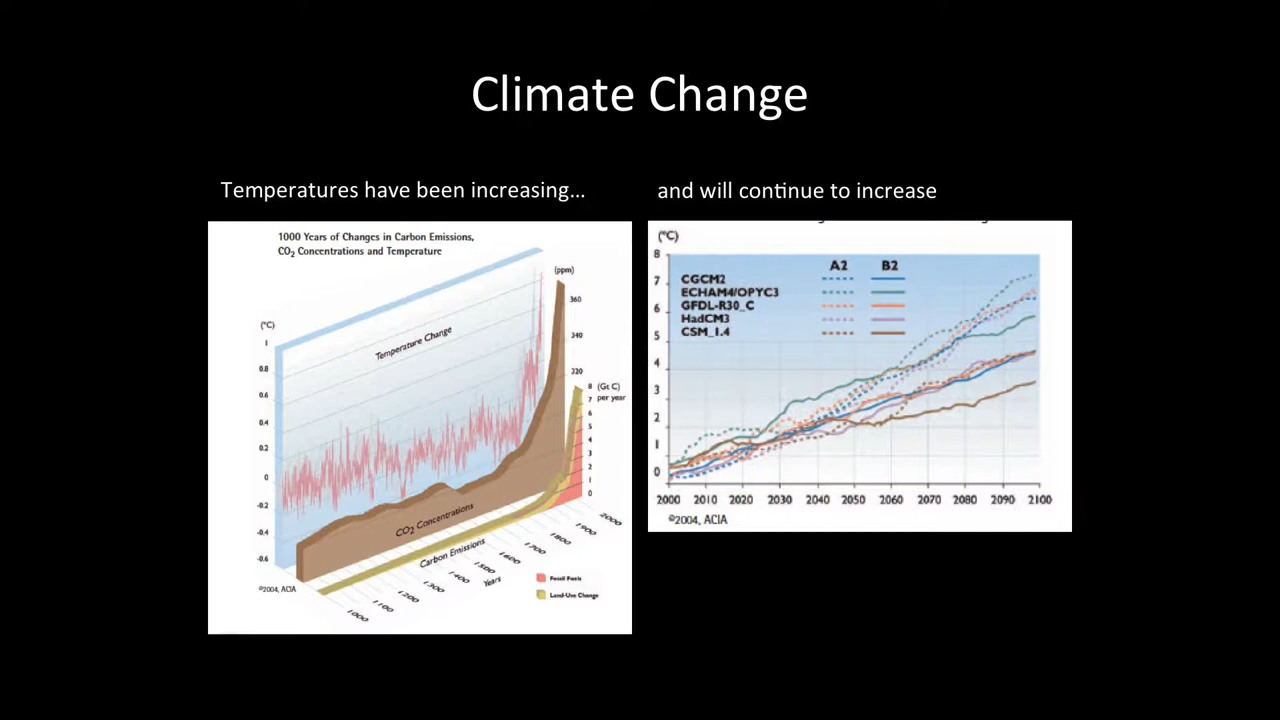 Climate Change
Temperatures have been increasing...
and will continue to increase
1000 Years of Changes in Carbon Emissions,
CO2 Concentrations and Temperature
(ppm)
360
340
320
(°C)
1
0.8
0.6
0.4
0.2
0
-0.2
-0.4
-0.6
Temperature Change
8 (Gt C)
per year
7
6
5
4
3
2
1
0
CO2 Concentrations
Carbon Emissions
Years
1000
1100
1200
1300
1400
1500
1600
1700
1800
1900
2000
Fossil Fuels
Land-Use Change
©2004, ACIA
(°C)
8
7
6
5
4
3
2
1
0
A2 B2
CGCM2
ECHAM4/OPYC3
GFDL-R30_C
HadCM3
CSM_1.4
2000 2010 2020 2030 2040 2050 2060 2070 2080 2090 2100
©2004, ACIA